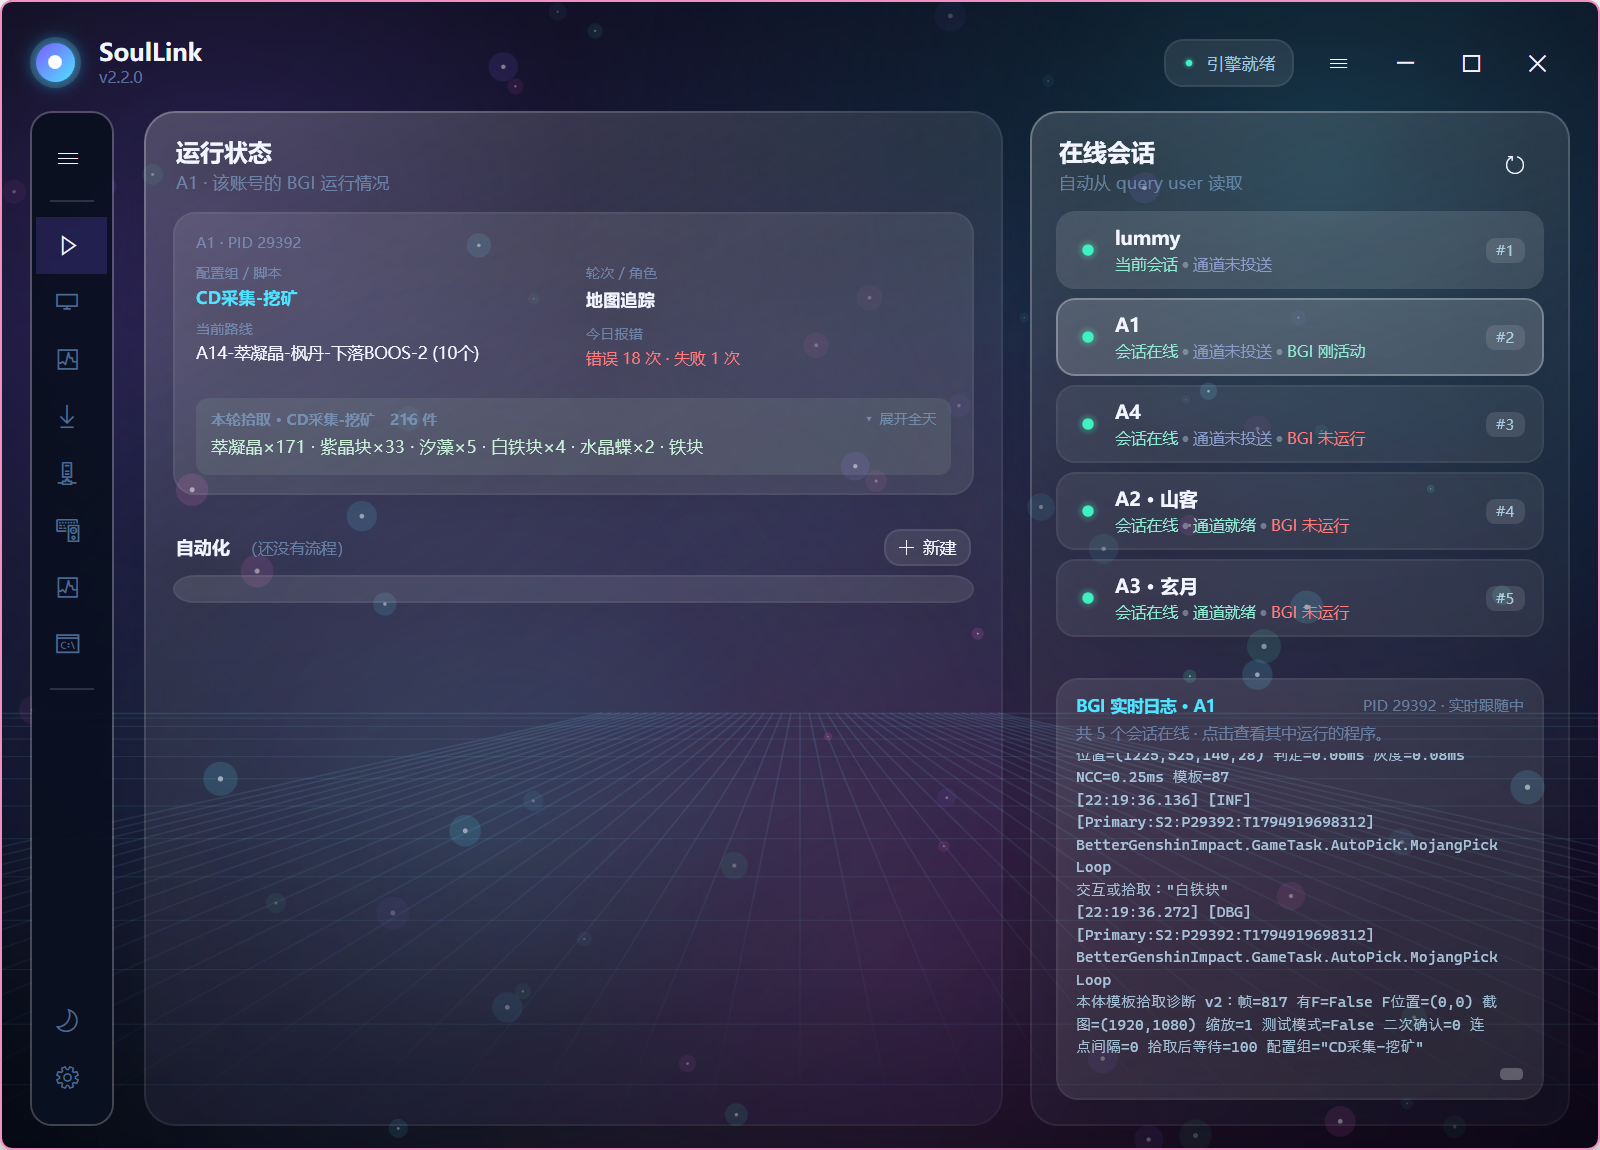 SoulLink
v2.2.0
引擎就绪
运行状态
A1 · 该账号的 BGI 运行情况
A1 · PID 29392
配置组 / 脚本
CD采集-挖矿
轮次 / 角色
地图追踪
当前路线
A14-萃凝晶-枫丹-下落BOOS-2 (10个)
今日报错
错误 18 次 · 失败 1 次
本轮拾取 • CD采集-挖矿 216 件
展开全天
萃凝晶×171 · 紫晶块×33 · 汐藻×5 · 白铁块×4 · 水晶蝶×2 · 铁块
自动化 (还没有流程)
新建
C:\
在线会话
自动从 query user 读取
lummy
当前会话 • 通道未投送
#1
A1
会话在线 • 通道未投送 • BGI 刚活动
#2
A4
会话在线 • 通道未投送 • BGI 未运行
#3
A2 • 山客
会话在线 • 通道就绪 • BGI 未运行
#4
A3 • 玄月
会话在线 • 通道就绪 • BGI 未运行
#5
BGI 实时日志 • A1
PID 29392 · 实时跟随中
共 5 个会话在线 · 点击查看其中运行的程序。
位置=(1225,525,140,28) 判定=0.06ms 灰度=0.08ms
NCC=0.25ms 模板=87
[22:19:36.136] [INF]
[Primary:S2:P29392:T1794919698312]
BetterGenshinImpact.GameTask.AutoPick.MojangPick
Loop
交互或拾取："白铁块"
[22:19:36.272] [DBG]
[Primary:S2:P29392:T1794919698312]
BetterGenshinImpact.GameTask.AutoPick.MojangPick
Loop
本体模板拾取诊断 v2：帧=817 有F=False F位置=(0,0) 截
图=(1920,1080) 缩放=1 测试模式=False 二次确认=0 连
点间隔=0 拾取后等待=100 配置组="CD采集-挖矿"